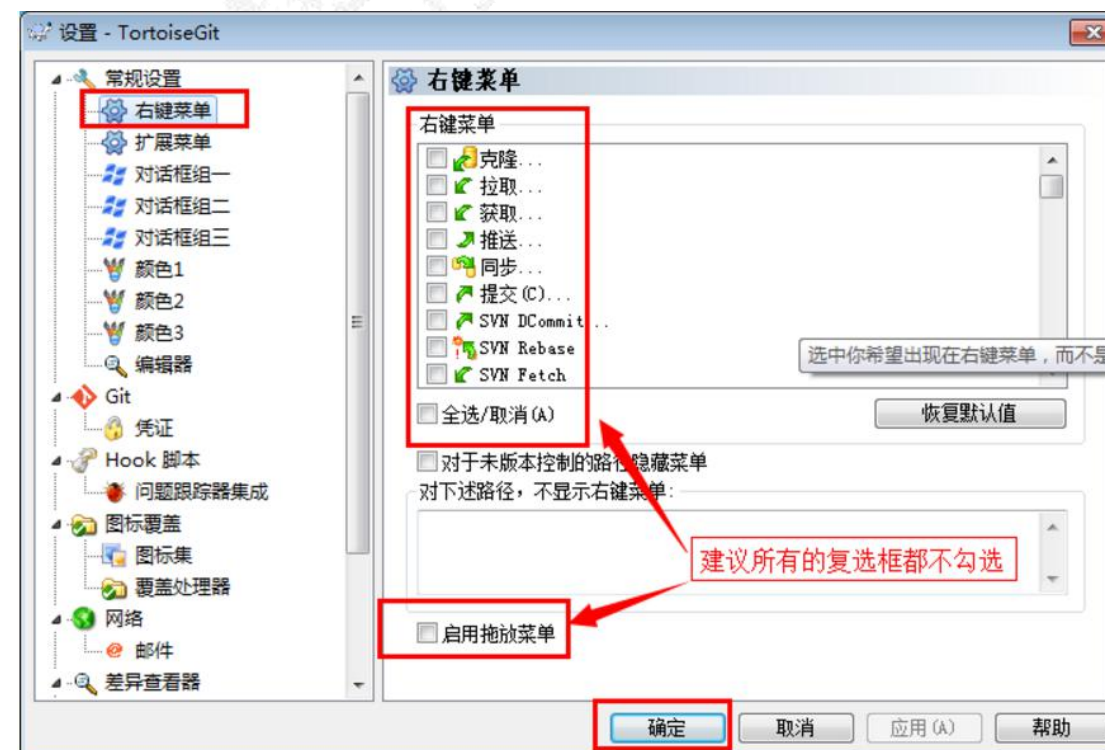 设置 - TortoiseGit
常规设置
右键菜单
扩展菜单
对话框组一
对话框组二
对话框组三
颜色1
颜色2
颜色3
编辑器
Git
凭证
Hook 脚本
问题跟踪器集成
图标覆盖
图标集
覆盖处理器
网络
邮件
差异查看器
右键菜单
右键菜单
克隆...
拉取...
获取...
推送...
同步...
提交(C)...
SVN DCommit...
SVN Rebase
SVN Fetch
选中你希望出现在右键菜单，而不是
全选/取消(A)
恢复默认值
对于未版本控制的路径隐藏菜单
对下述路径，不显示右键菜单:
建议所有的复选框都不勾选
启用拖放菜单
确定
取消
应用(A)
帮助